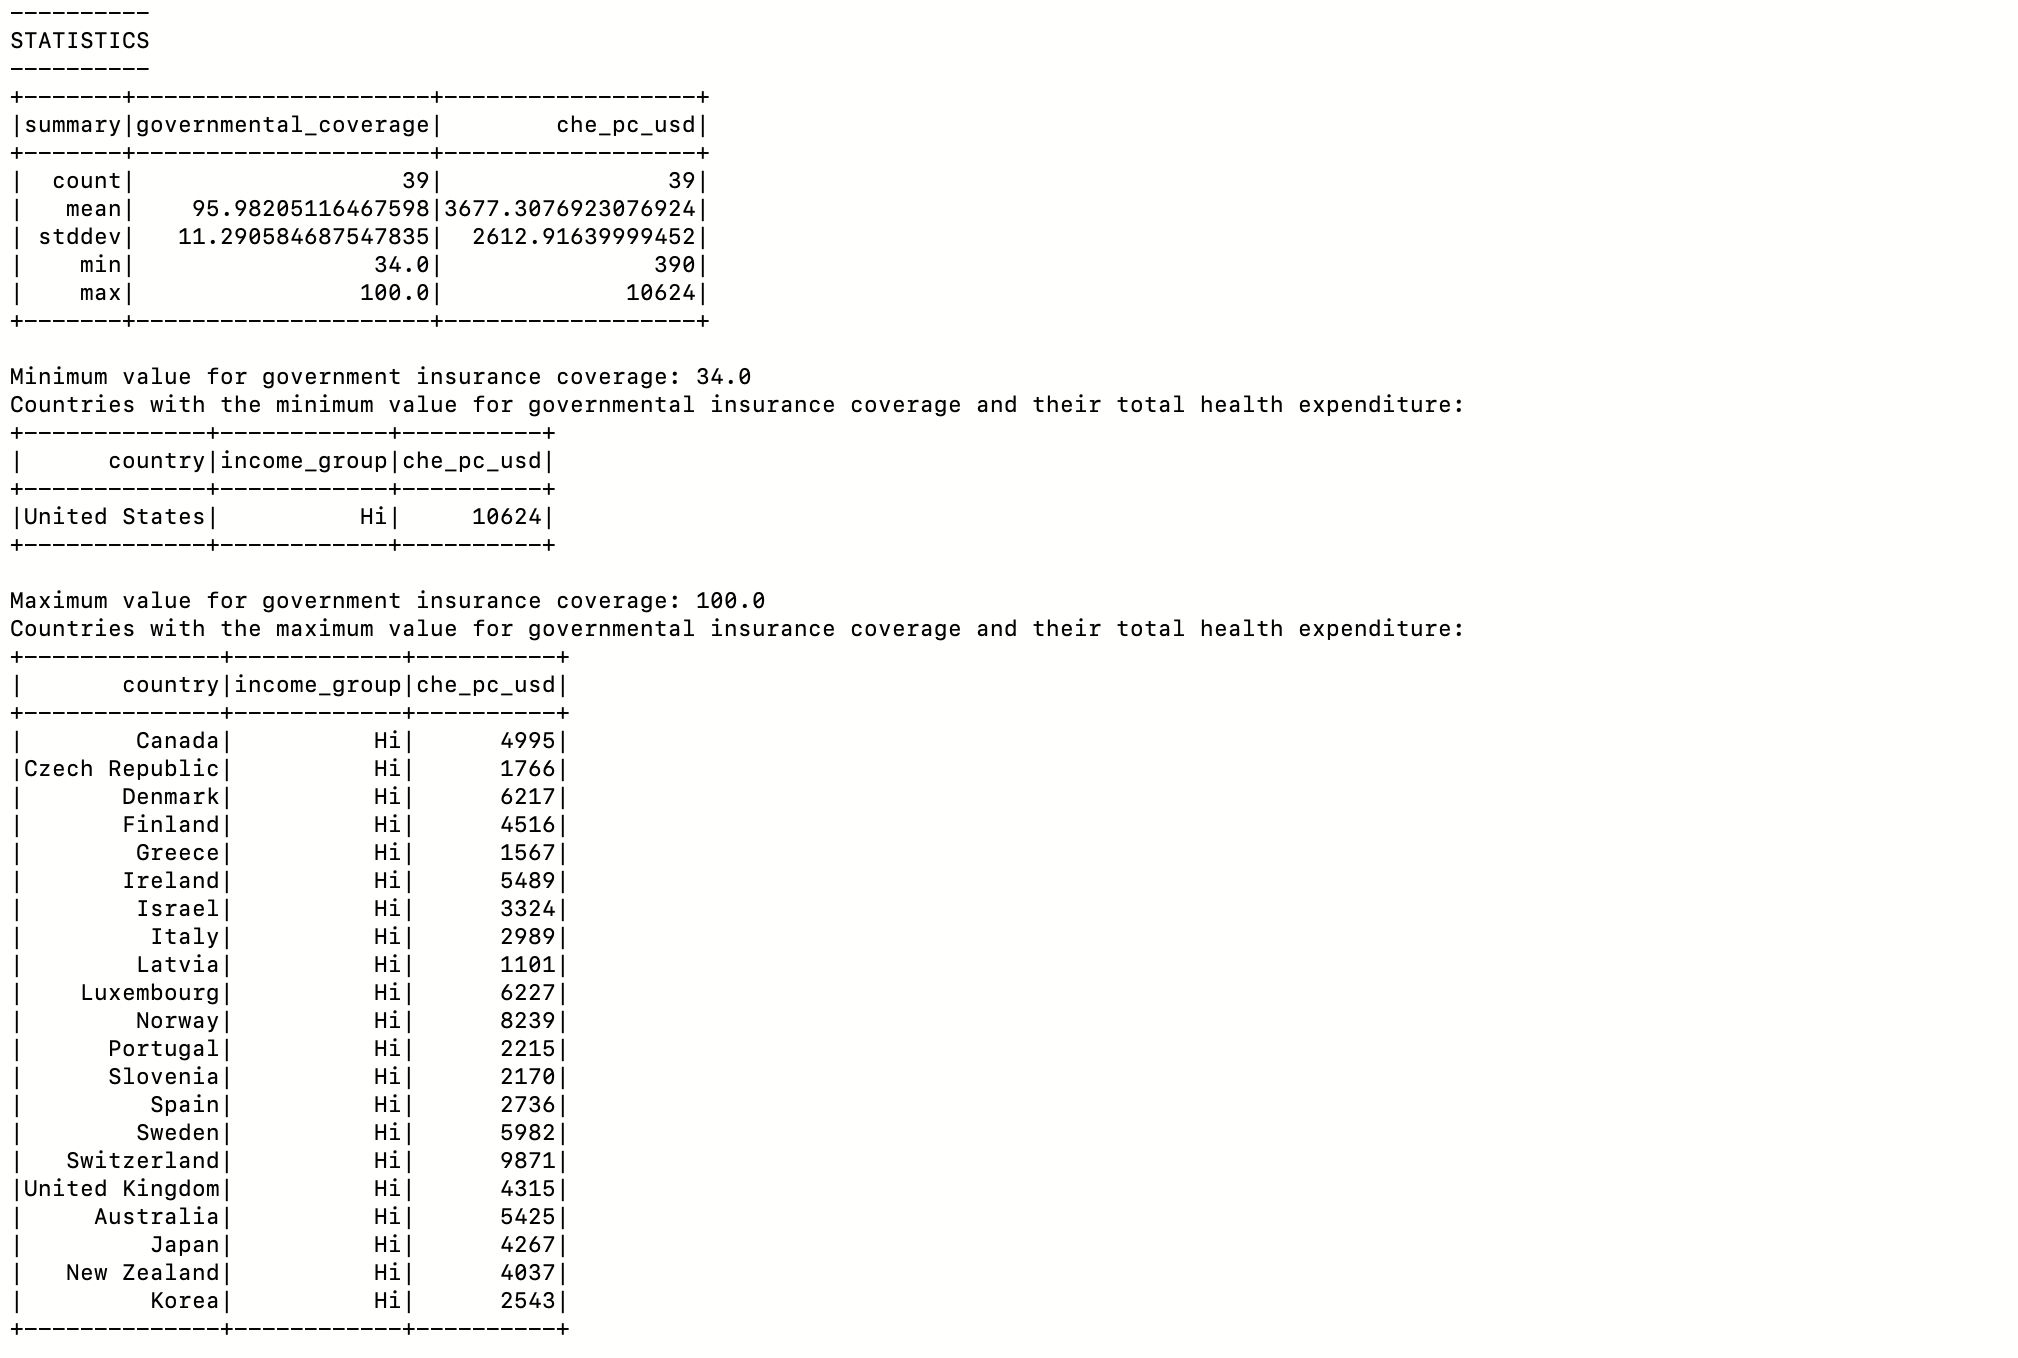 ----------
STATISTICS
----------
+-------+---------------------+------------------+
|summary|governmental_coverage|        che_pc_usd|
+-------+---------------------+------------------+
|  count|                   39|                39|
|   mean|    95.98205116467598|3677.3076923076924|
| stddev|   11.290584687547835|  2612.91639999452|
|    min|                 34.0|               390|
|    max|                100.0|             10624|
+-------+---------------------+------------------+
Minimum value for government insurance coverage: 34.0
Countries with the minimum value for governmental insurance coverage and their total health expenditure:
+-------------+------------+----------+
|      country|income_group|che_pc_usd|
+-------------+------------+----------+
|United States|          Hi|     10624|
+-------------+------------+----------+
Maximum value for government insurance coverage: 100.0
Countries with the maximum value for governmental insurance coverage and their total health expenditure:
+--------------+------------+----------+
|       country|income_group|che_pc_usd|
+--------------+------------+----------+
|        Canada|          Hi|      4995|
|Czech Republic|          Hi|      1766|
|       Denmark|          Hi|      6217|
|       Finland|          Hi|      4516|
|        Greece|          Hi|      1567|
|       Ireland|          Hi|      5489|
|        Israel|          Hi|      3324|
|         Italy|          Hi|      2989|
|        Latvia|          Hi|      1101|
|    Luxembourg|          Hi|      6227|
|        Norway|          Hi|      8239|
|      Portugal|          Hi|      2215|
|      Slovenia|          Hi|      2170|
|         Spain|          Hi|      2736|
|        Sweden|          Hi|      5982|
|   Switzerland|          Hi|      9871|
|United Kingdom|          Hi|      4315|
|     Australia|          Hi|      5425|
|         Japan|          Hi|      4267|
|   New Zealand|          Hi|      4037|
|         Korea|          Hi|      2543|
+--------------+------------+----------+